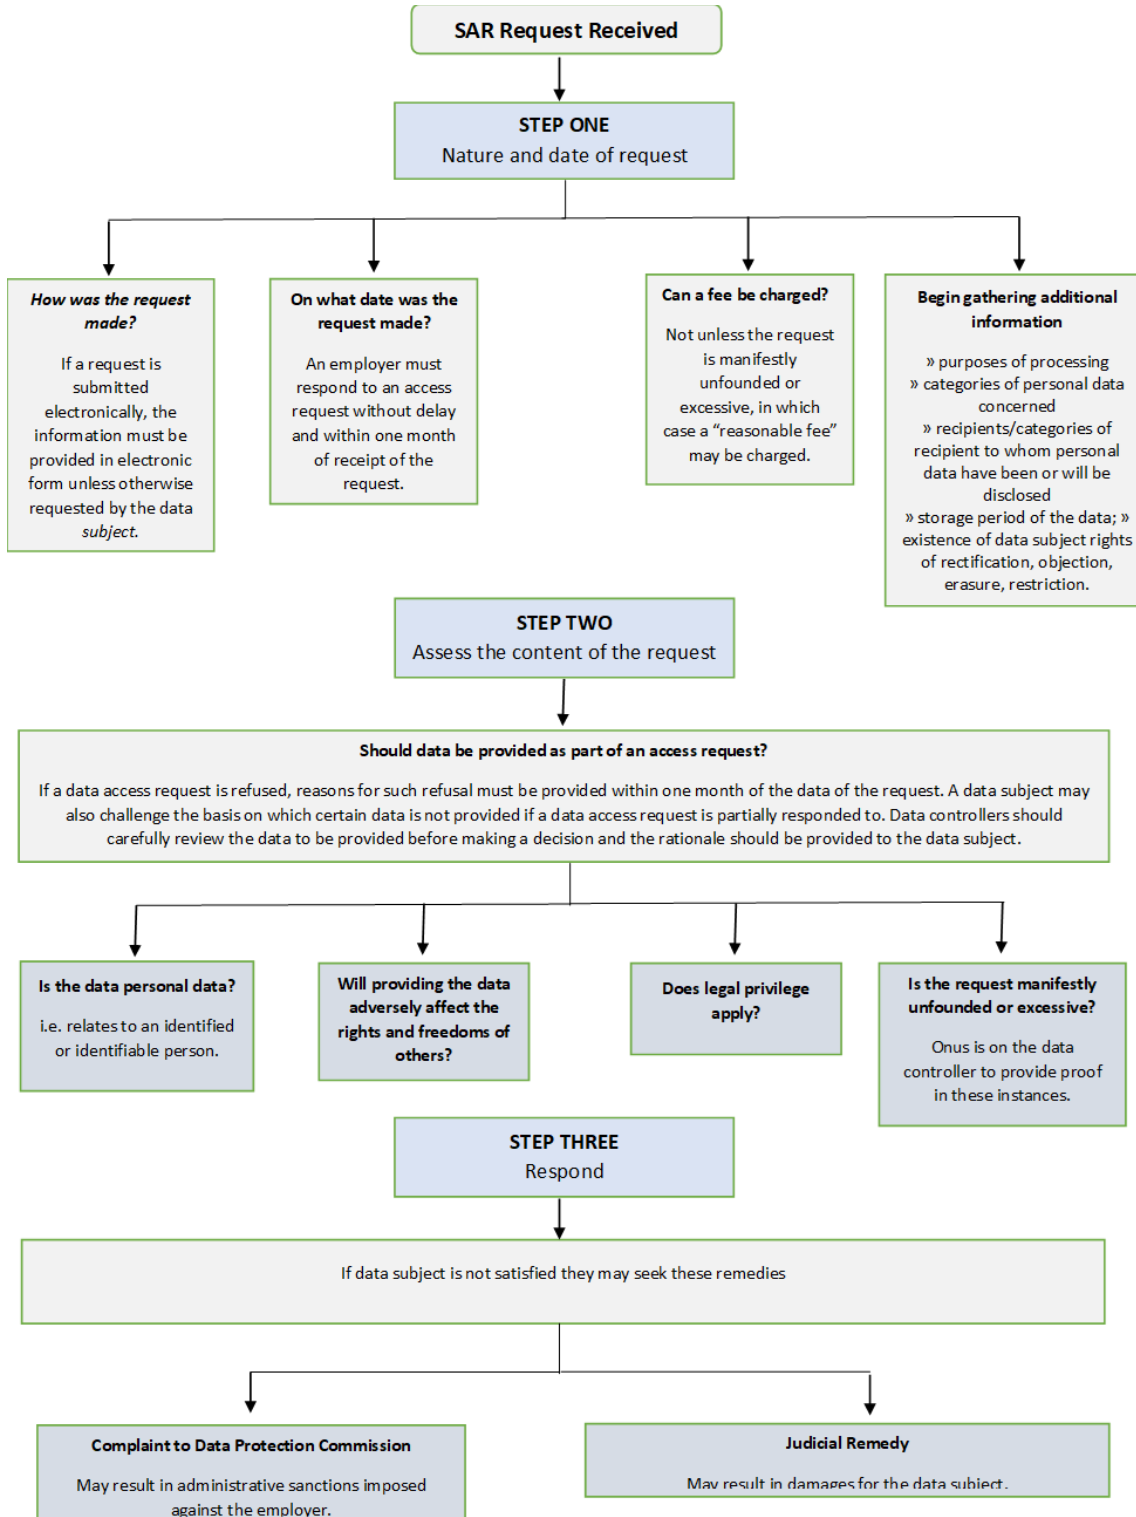 SAR Request Received
STEP ONE
Nature and date of request
How was the request
made?
If a request is
submitted
electronically, the
information must be
provided in electronic
form unless otherwise
requested by the data
subject.
On what date was the
request made?
An employer must
respond to an access
request without delay
and within one month
of receipt of the
request.
Can a fee be charged?
Not unless the request
is manifestly
unfounded or
excessive, in which
case a “reasonable fee”
may be charged.
Begin gathering additional
information
» purposes of processing
» categories of personal data
concerned
» recipients/categories of
recipient to whom personal
data have been or will be
disclosed
» storage period of the data; »
existence of data subject rights
of rectification, objection,
erasure, restriction.
STEP TWO
Assess the content of the request
Should data be provided as part of an access request?
If a data access request is refused, reasons for such refusal must be provided within one month of the data of the request. A data subject may
also challenge the basis on which certain data is not provided if a data access request is partially responded to. Data controllers should
carefully review the data to be provided before making a decision and the rationale should be provided to the data subject.
Is the data personal data?
i.e. relates to an identified
or identifiable person.
Will providing the data
adversely affect the
rights and freedoms of
others?
Does legal privilege
apply?
Is the request manifestly
unfounded or excessive?
Onus is on the data
controller to provide proof
in these instances.
STEP THREE
Respond
If data subject is not satisfied they may seek these remedies
Complaint to Data Protection Commission
May result in administrative sanctions imposed
against the employer.
Judicial Remedy
May result in damages for the data subject.